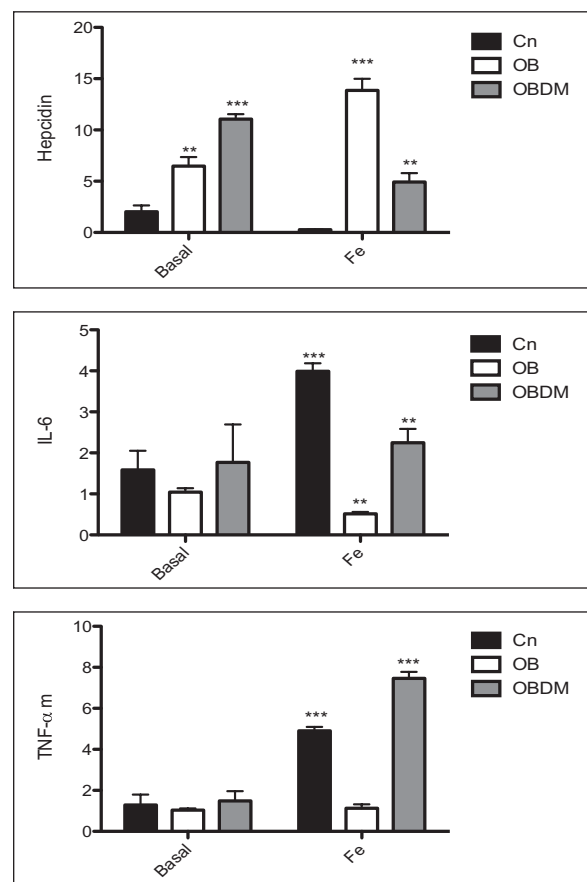 20
15
10
5
0
Hepcidin
**
***
***
**
Basal
Fe
Cn
OB
OBDM
5
4
3
2
1
0
IL-6
***
**
**
Basal
Fe
Cn
OB
OBDM
10
8
6
4
2
0
TNF-α m
***
***
Basal
Fe
Cn
OB
OBDM